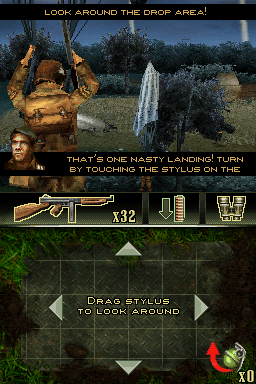 LOOK AROUND THE DROP AREA!
THAT'S ONE NASTY LANDING! TURN
BY TOUCHING THE STYLUS ON THE
x32
DRAG STYLUS
TO LOOK AROUND
x0